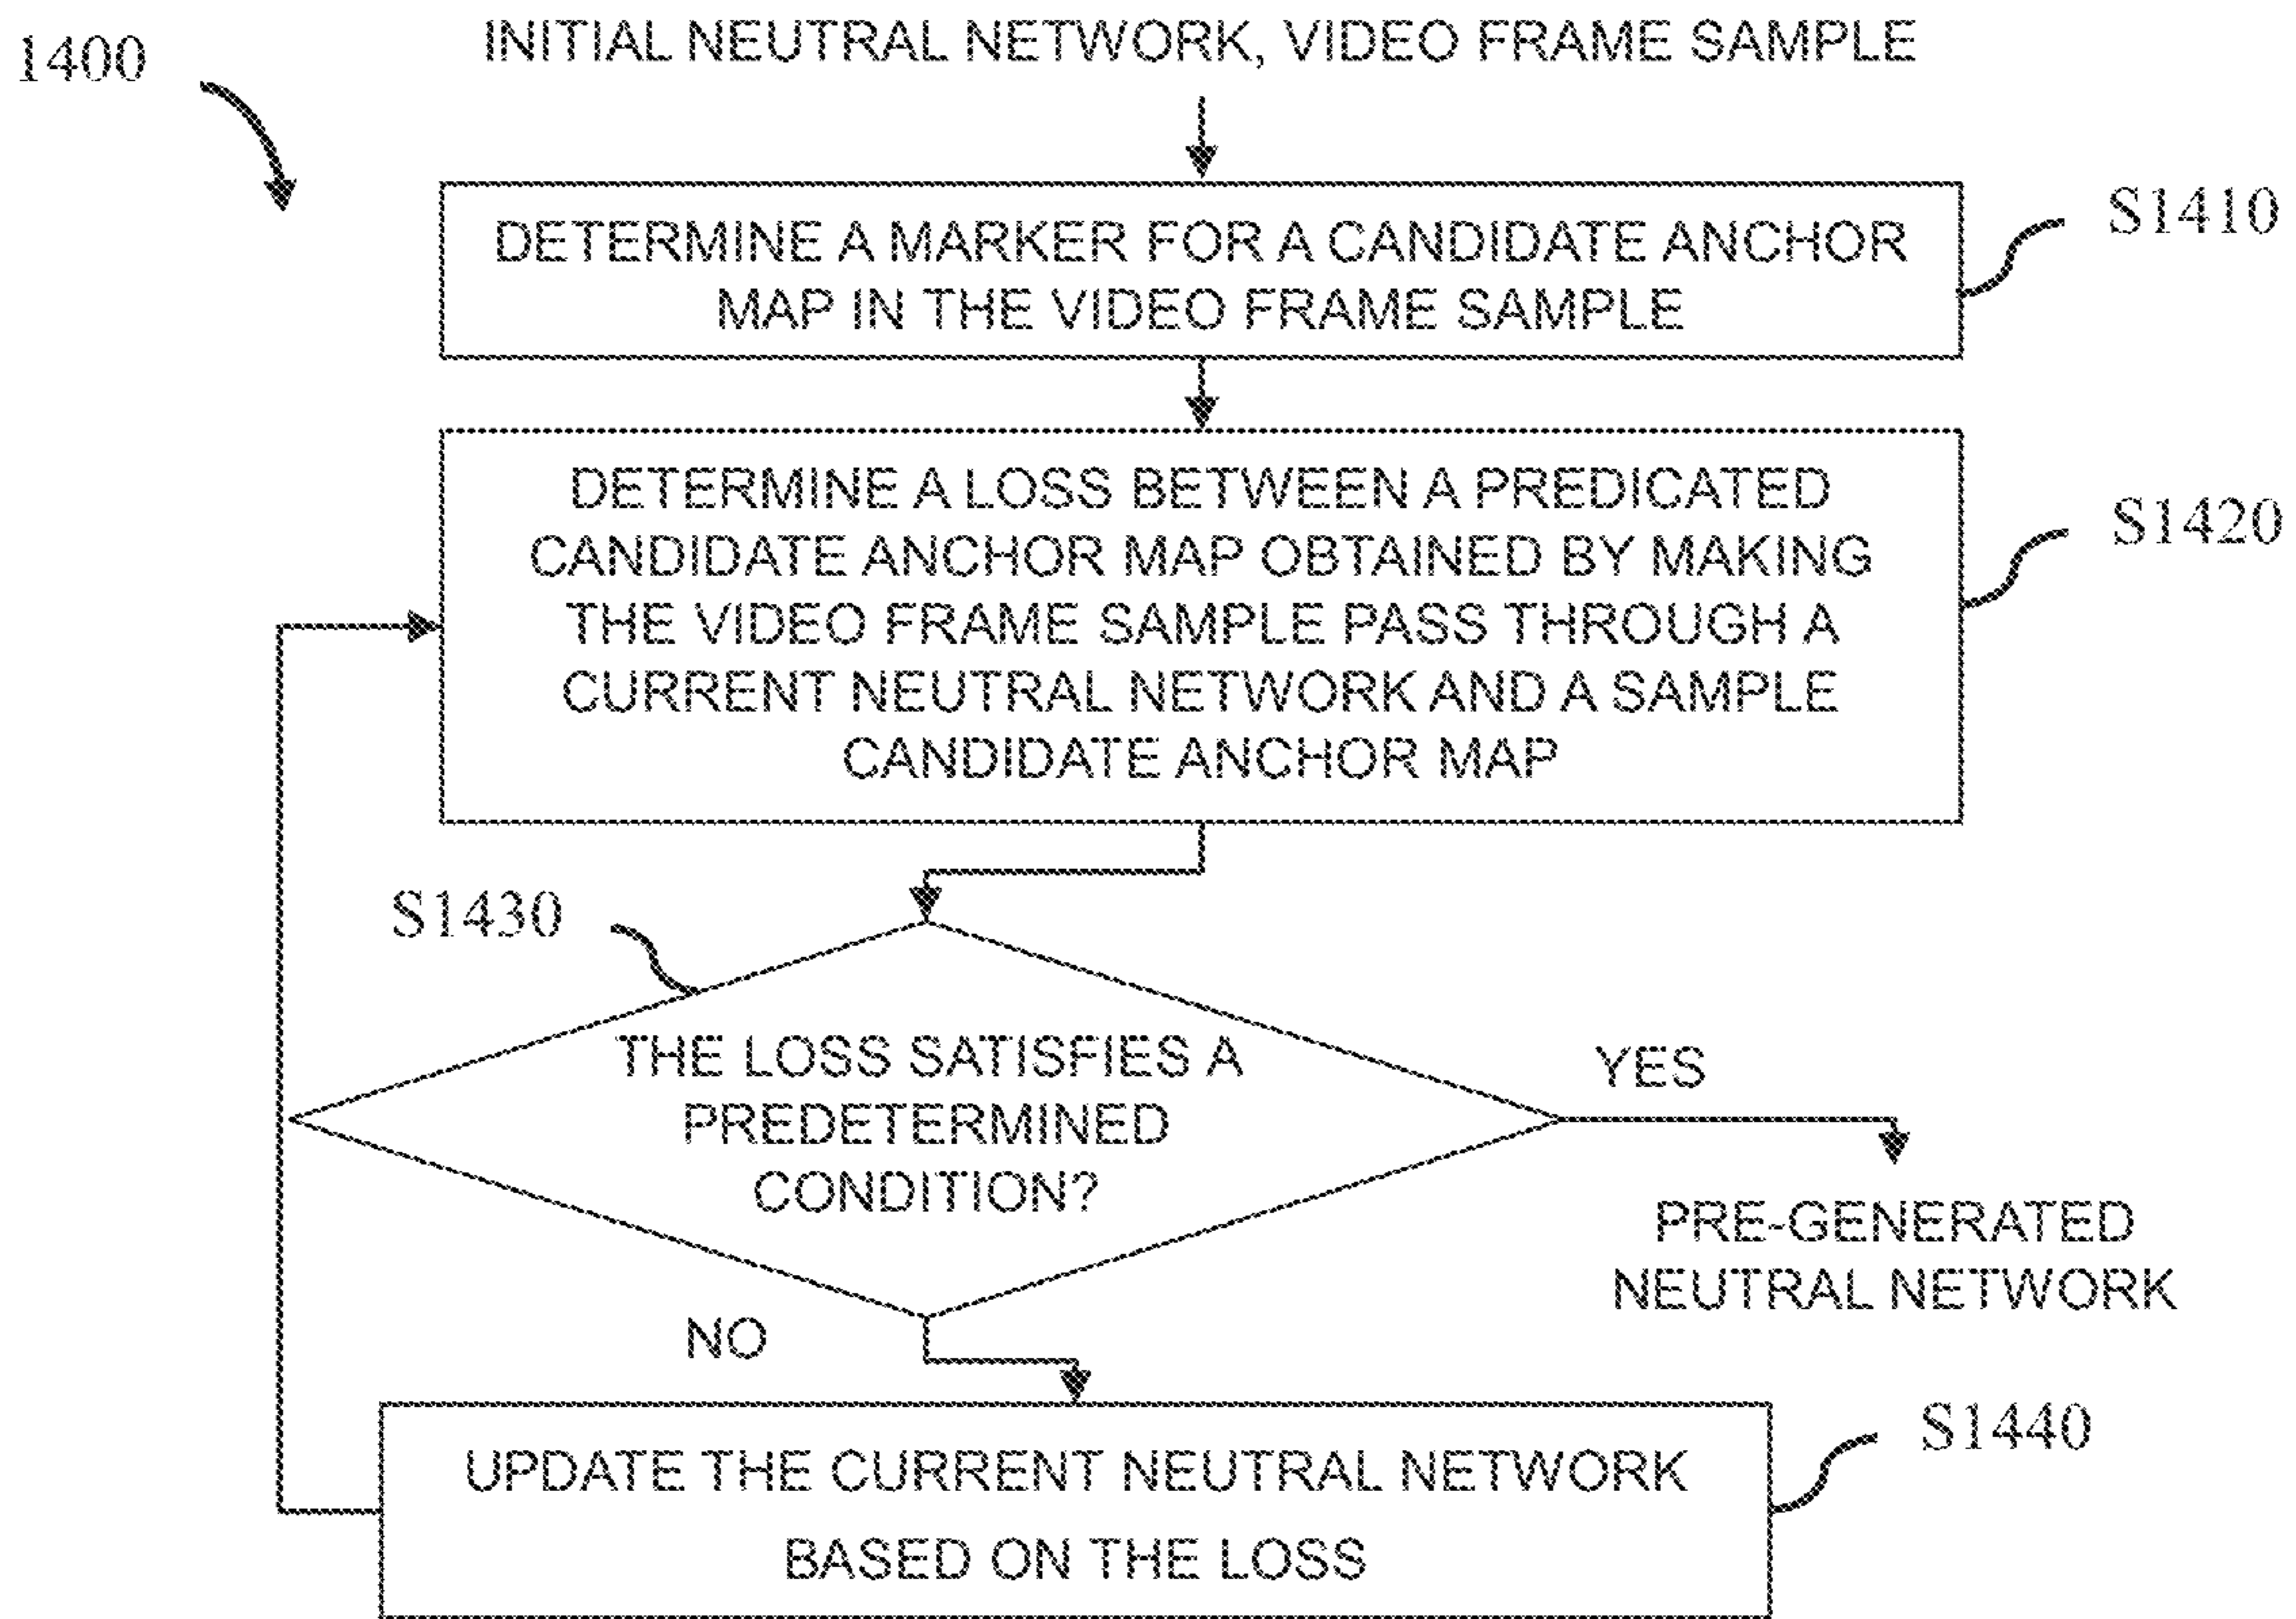 1400
INITIAL NEUTRAL NETWORK, VIDEO FRAME SAMPLE
DETERMINE A MARKER FOR A CANDIDATE ANCHOR
MAP IN THE VIDEO FRAME SAMPLE
S1410
DETERMINE A LOSS BETWEEN A PREDICATED
CANDIDATE ANCHOR MAP OBTAINED BY MAKING
THE VIDEO FRAME SAMPLE PASS THROUGH A
CURRENT NEUTRAL NETWORK AND A SAMPLE
CANDIDATE ANCHOR MAP
S1420
S1430
THE LOSS SATISFIES A
PREDETERMINED
CONDITION?
YES
PRE-GENERATED
NEUTRAL NETWORK
NO
UPDATE THE CURRENT NEUTRAL NETWORK
BASED ON THE LOSS
S1440